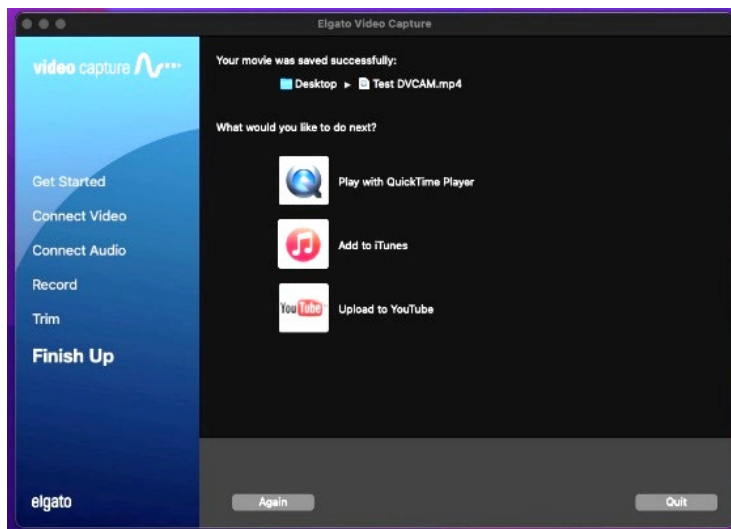 Elgato Video Capture
video capture
Your movie was saved successfully:
Desktop ▸ Test DVCAM.mp4
What would you like to do next?
Get Started
Connect Video
Connect Audio
Record
Trim
Finish Up
Play with QuickTime Player
Add to iTunes
YouTube
Upload to YouTube
elgato
Again
Quit